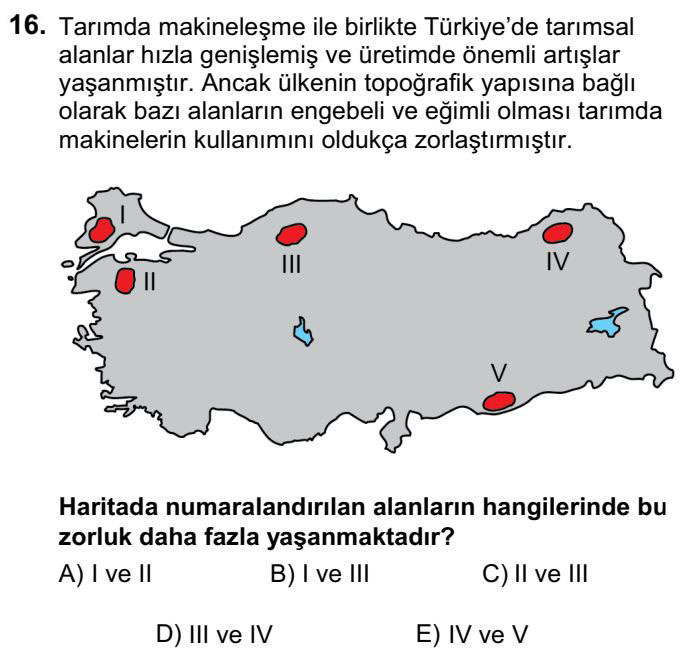 16. Tarımda makineleşme ile birlikte Türkiye’de tarımsal
alanlar hızla genişlemiş ve üretimde önemli artışlar
yaşanmıştır. Ancak ülkenin topoğrafik yapısına bağlı
olarak bazı alanların engebeli ve eğimli olması tarımda
makinelerin kullanımını oldukça zorlaştırmıştır.
I
II
III
IV
V
Haritada numaralandırılan alanların hangilerinde bu
zorluk daha fazla yaşanmaktadır?
A) I ve II B) I ve III C) II ve III
D) III ve IV E) IV ve V